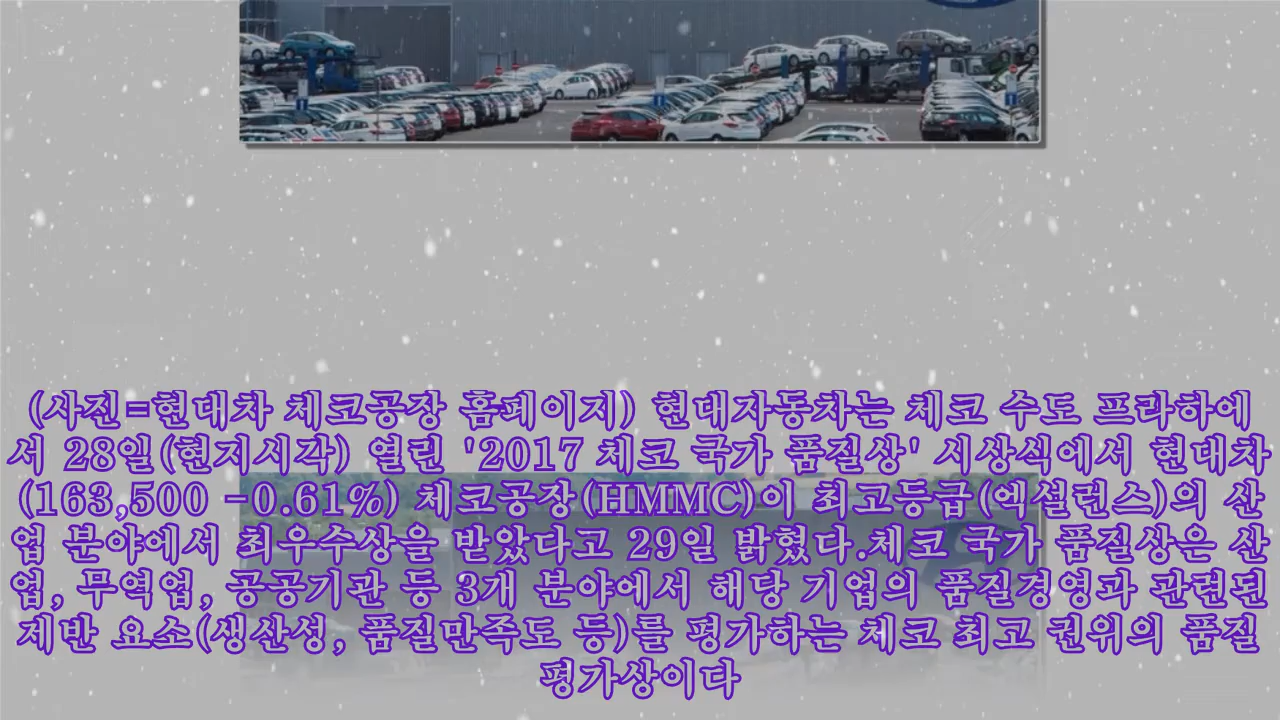 (사진=현대차 체코공장 홈페이지) 현대자동차는 체코 수도 프라하에
서 28일(현지시각) 열린 '2017 체코 국가 품질상' 시상식에서 현대차
(163,500 -0.61%) 체코공장(HMMC)이 최고등급(엑설런스)의 산
업 분야에서 최우수상을 받았다고 29일 밝혔다.체코 국가 품질상은 산
업, 무역업, 공공기관 등 3개 분야에서 해당 기업의 품질경영과 관련된
제반 요소(생산성, 품질만족도 등)를 평가하는 체코 최고 권위의 품질
평가상이다